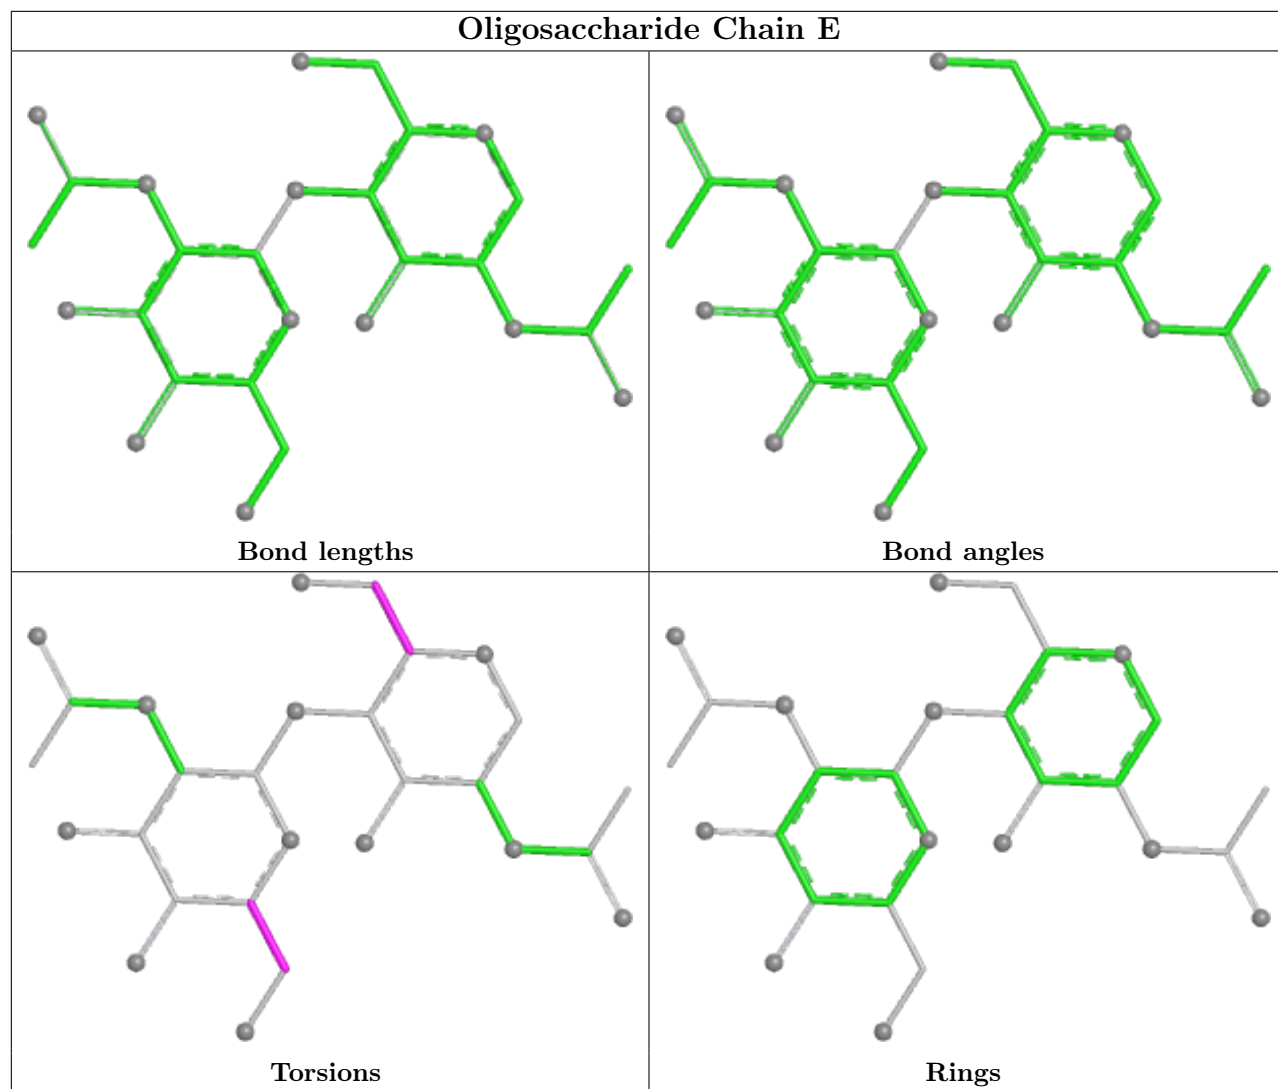 Oligosaccharide Chain E
Bond lengths
Bond angles
Torsions
Rings